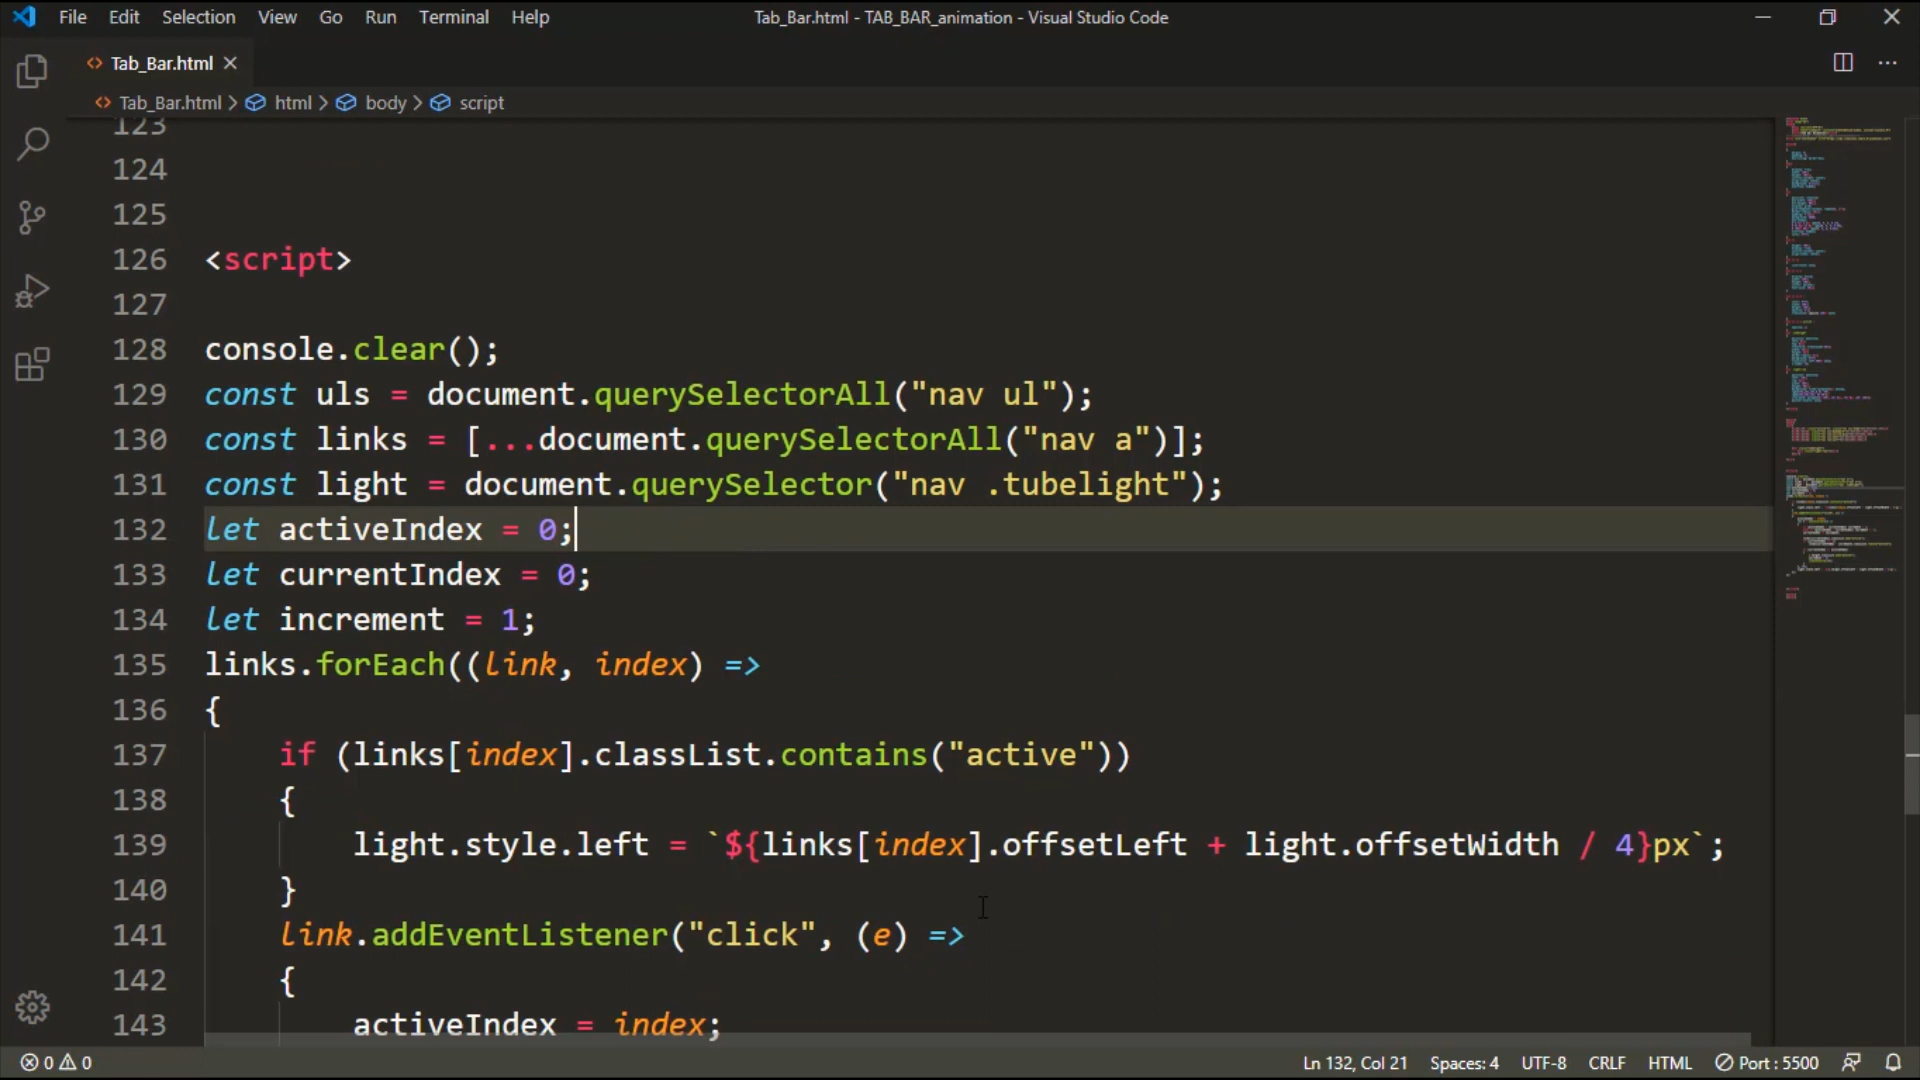 File Edit Selection View Go Run Terminal Help Tab_Bar.html - TAB_BAR_animation - Visual Studio Code
<> Tab_Bar.html
<> Tab_Bar.html > html > body > script
123
124
125
126 <script>
127
128 console.clear();
129 const uls = document.querySelectorAll("nav ul");
130 const links = [...document.querySelectorAll("nav a")];
131 const light = document.querySelector("nav .tubelight");
132 let activeIndex = 0;
133 let currentIndex = 0;
134 let increment = 1;
135 links.forEach((link, index) =>
136 {
137     if (links[index].classList.contains("active"))
138     {
139         light.style.left = `${links[index].offsetLeft + light.offsetWidth / 4}px`;
140     }
141     link.addEventListener("click", (e) =>
142     {
143         activeIndex = index;
0 0 Ln 132, Col 21 Spaces: 4 UTF-8 CRLF HTML Port : 5500